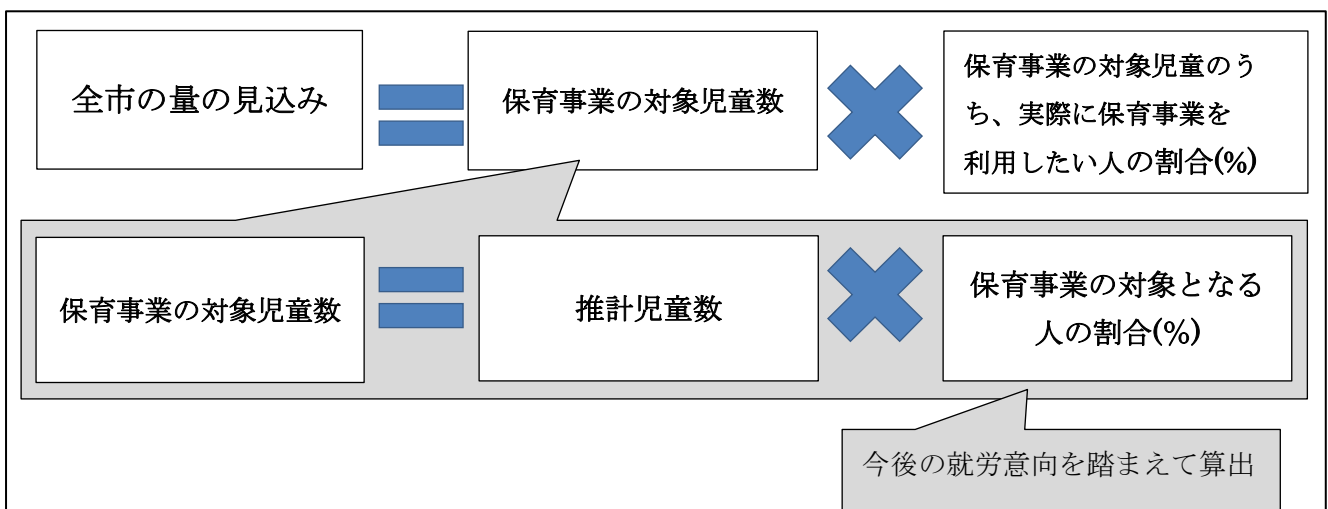 全市の量の見込み
保育事業の対象児童数
保育事業の対象児童のう
ち、実際に保育事業を
利用したい人の割合(%)
保育事業の対象児童数
推計児童数
保育事業の対象となる
人の割合(%)
今後の就労意向を踏まえて算出